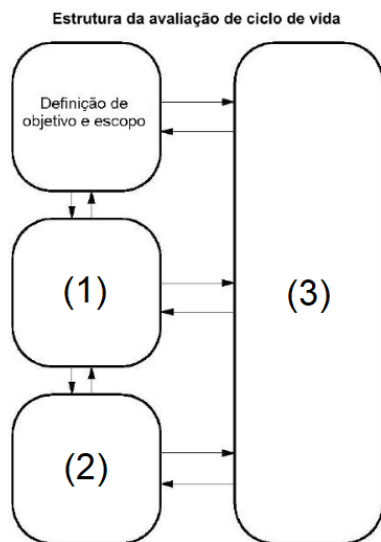 Estrutura da avaliação de ciclo de vida
Definição de
objetivo e escopo
(1)
(3)
(2)